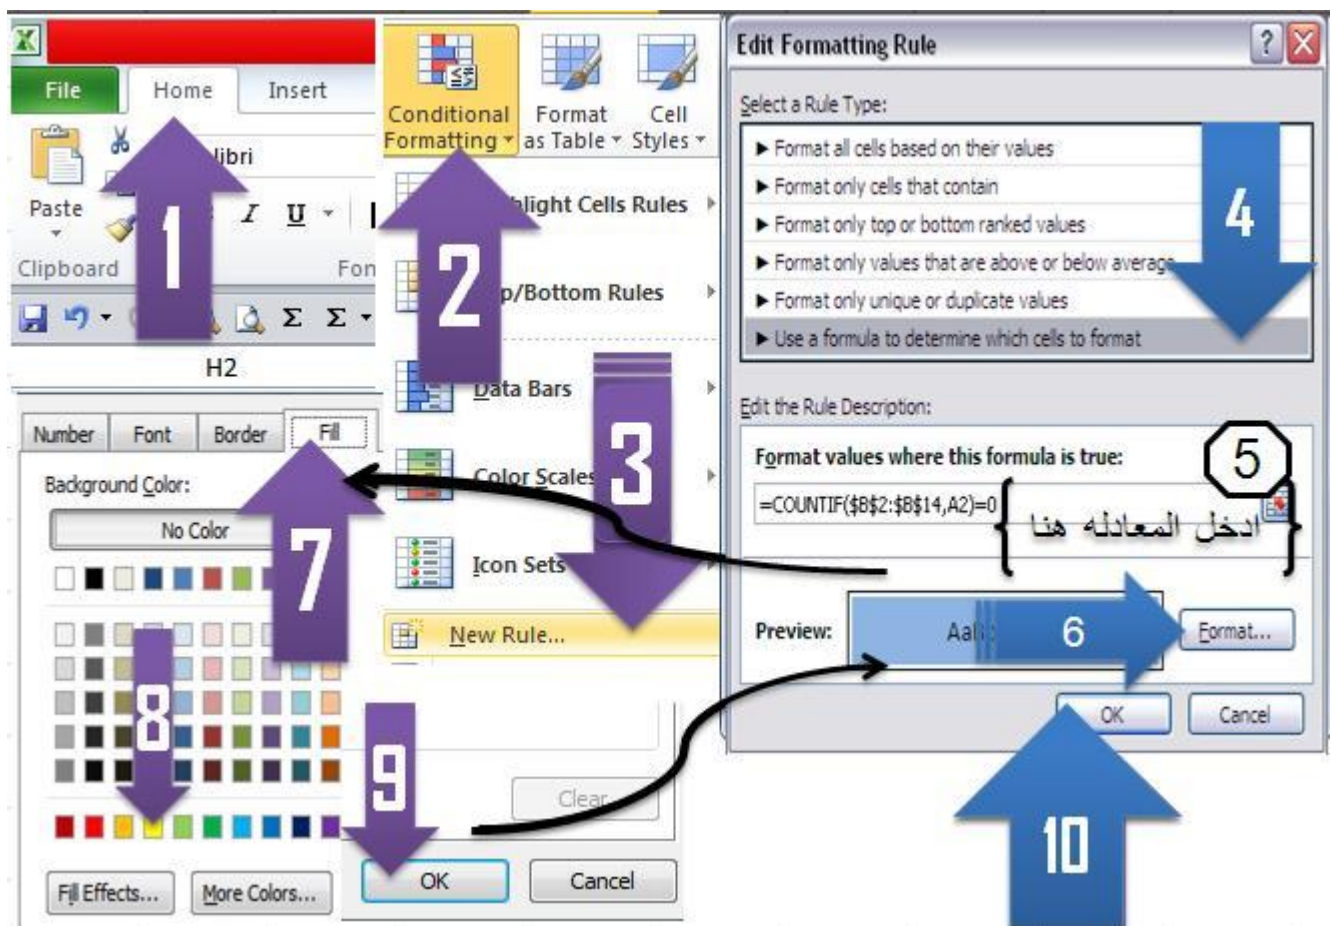 File Home Insert
1
libri
Paste
I U
Clipboard
Fon
Σ Σ
H2
Conditional Formatting
Format as Table
Cell Styles
2
light Cells Rules
p/Bottom Rules
Data Bars
3
Color Scales
Icon Sets
New Rule...
Edit Formatting Rule
Select a Rule Type:
► Format all cells based on their values
► Format only cells that contain
► Format only top or bottom ranked values
► Format only values that are above or below average
► Format only unique or duplicate values
► Use a formula to determine which cells to format
4
Edit the Rule Description:
Format values where this formula is true:
5
=COUNTIF($B$2:$B$14,A2)=0
{ ادخل المعادله هنا }
Preview:
6
Format...
OK Cancel
10
Number Font Border Fill
Background Color:
No Color
7
8
Fill Effects... More Colors...
9
Clear
OK Cancel